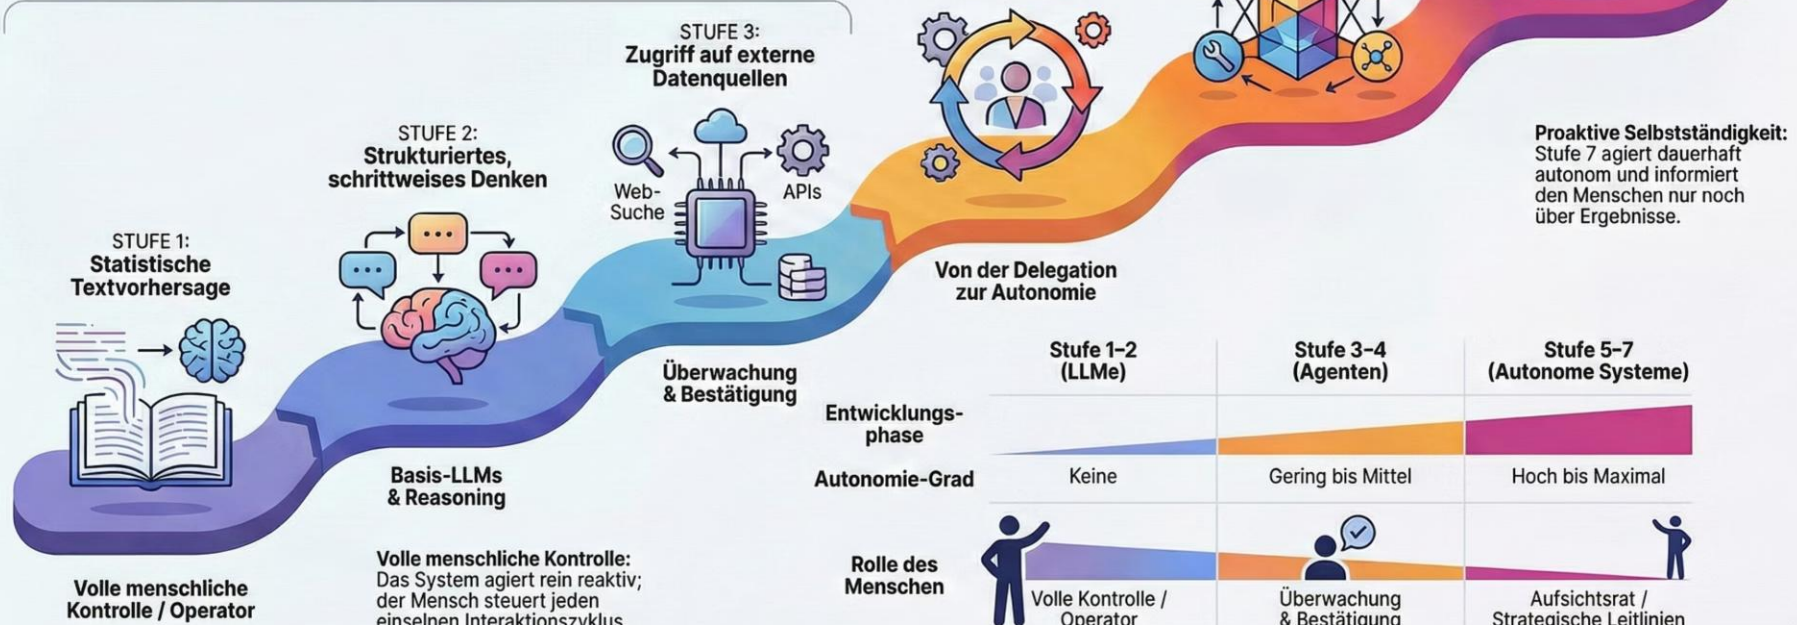 STUFE 3:
Zugriff auf externe
Datenquellen
STUFE 2:
Strukturiertes,
schrittweises Denken
Web-
Suche
APIs
STUFE 1:
Statistische
Textvorhersage
Proaktive Selbstständigkeit:
Stufe 7 agiert dauerhaft
autonom und informiert
den Menschen nur noch
über Ergebnisse.
Von der Delegation
zur Autonomie
Überwachung
& Bestätigung
Basis-LLMs
& Reasoning
Volle menschliche
Kontrolle / Operator
Volle menschliche Kontrolle:
Das System agiert rein reaktiv;
der Mensch steuert jeden
einselnen Interaktionszyklus
Stufe 1–2
(LLMe)
Stufe 3–4
(Agenten)
Stufe 5–7
(Autonome Systeme)
Entwicklungs-
phase
Autonomie-Grad
Keine
Gering bis Mittel
Hoch bis Maximal
Rolle des
Menschen
Volle Kontrolle /
Operator
Überwachung
& Bestätigung
Aufsichtsrat /
Strategische Leitlinien